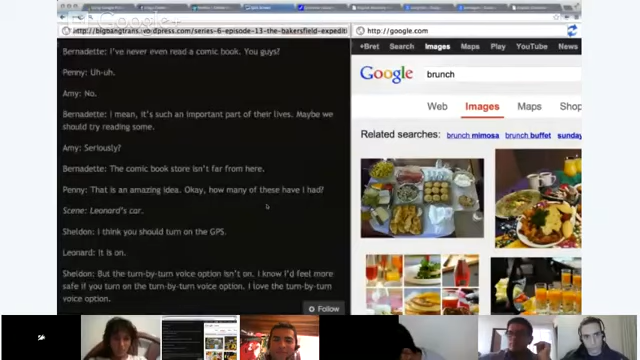 Google+
http://bigbangtrans.wordpress.com/series-6-episode-13-the-bakersfield-expediti
http://google.com
Bernadette: I've never even read a comic book. You guys?
Penny: Uh-uh.
Amy: No.
Bernadette: I mean, it's such an important part of their lives. Maybe we
should try reading some.
Amy: Seriously?
Bernadette: The comic book store isn't far from here.
Penny: That is an amazing idea. Okay, how many of these have I had?
Scene: Leonard's car.
Sheldon: I think you should turn on the GPS.
Leonard: It is on.
Sheldon: But the turn-by-turn voice option isn't on. I know I'd feel more
safe if you turn on the turn-by-turn voice option. I love the turn-by-turn
voice option.
Follow
+Bret Search Images Maps Play YouTube News
Google
brunch
Web Images Maps Shop
Related searches: brunch mimosa brunch buffet sunday